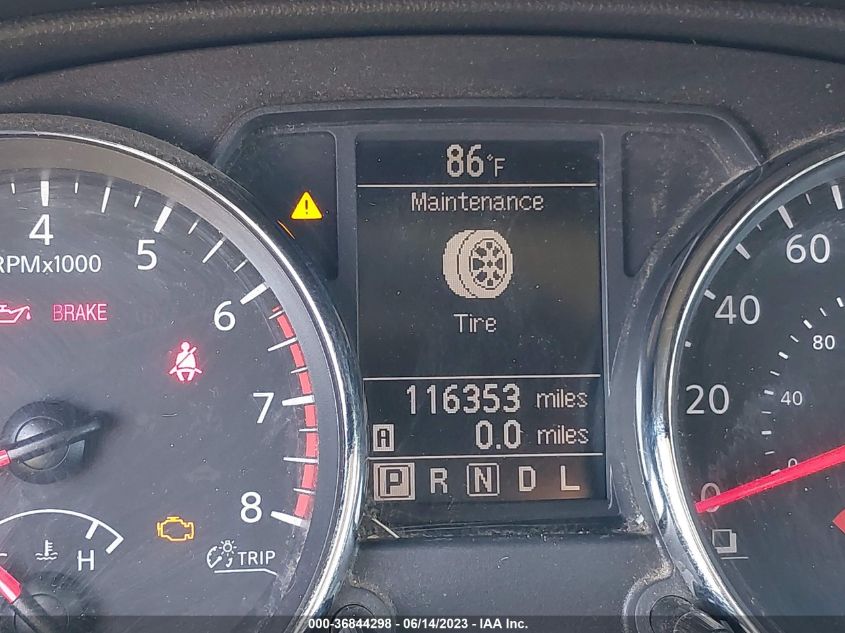 86°F
Maintenance
Tire
116353 miles
A 0.0 miles
P R N D L
4
5
6
7
8
RPMx1000
BRAKE
H
TRIP
60
40
20
0
80
40
000-36844298 - 06/14/2023 - IAA Inc.